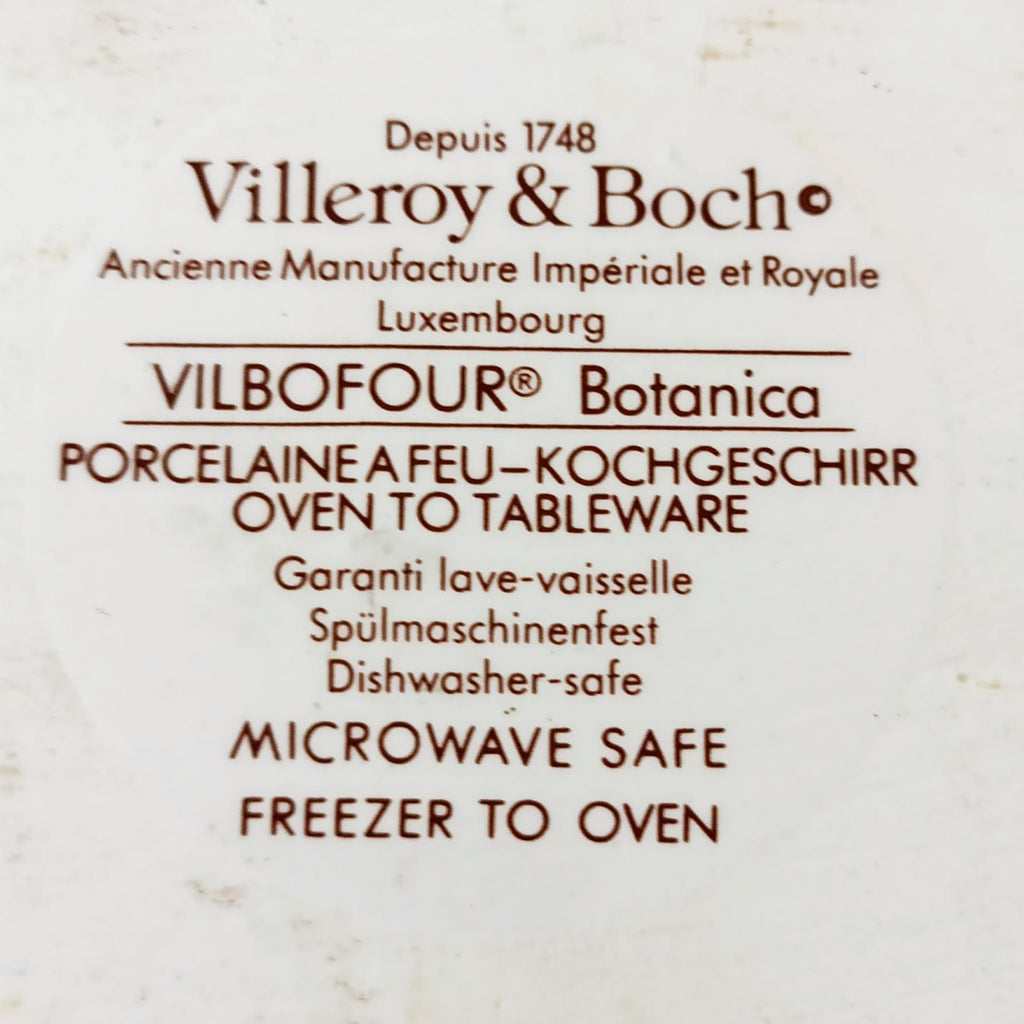 Depuis 1748
Villeroy & Boch©
Ancienne Manufacture Impériale et Royale
Luxembourg
VILBOFOUR® Botanica
PORCELAINE A FEU–KOCHGESCHIRR
OVEN TO TABLEWARE
Garanti lave-vaisselle
Spülmaschinenfest
Dishwasher-safe
MICROWAVE SAFE
FREEZER TO OVEN